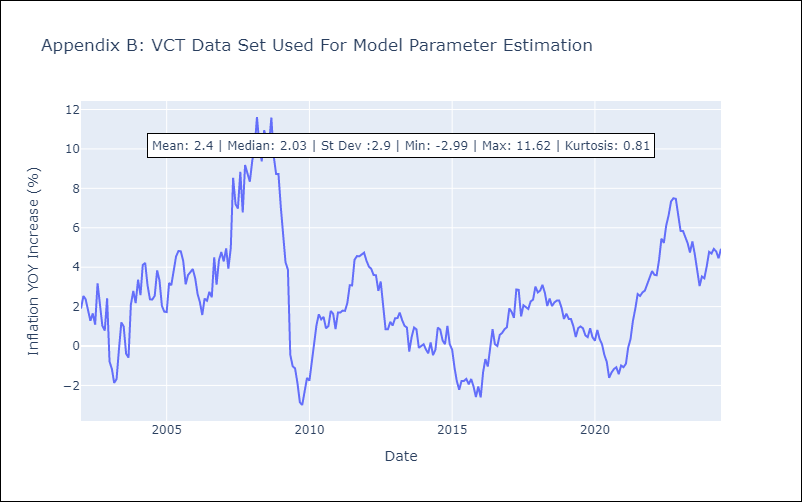 Appendix B: VCT Data Set Used For Model Parameter Estimation
12
Mean: 2.4 | Median: 2.03 | St Dev :2.9 | Min: -2.99 | Max: 11.62 | Kurtosis: 0.81
10
8
6
4
2
0
−2
Inflation YOY Increase (%)
2005 2010 2015 2020
Date